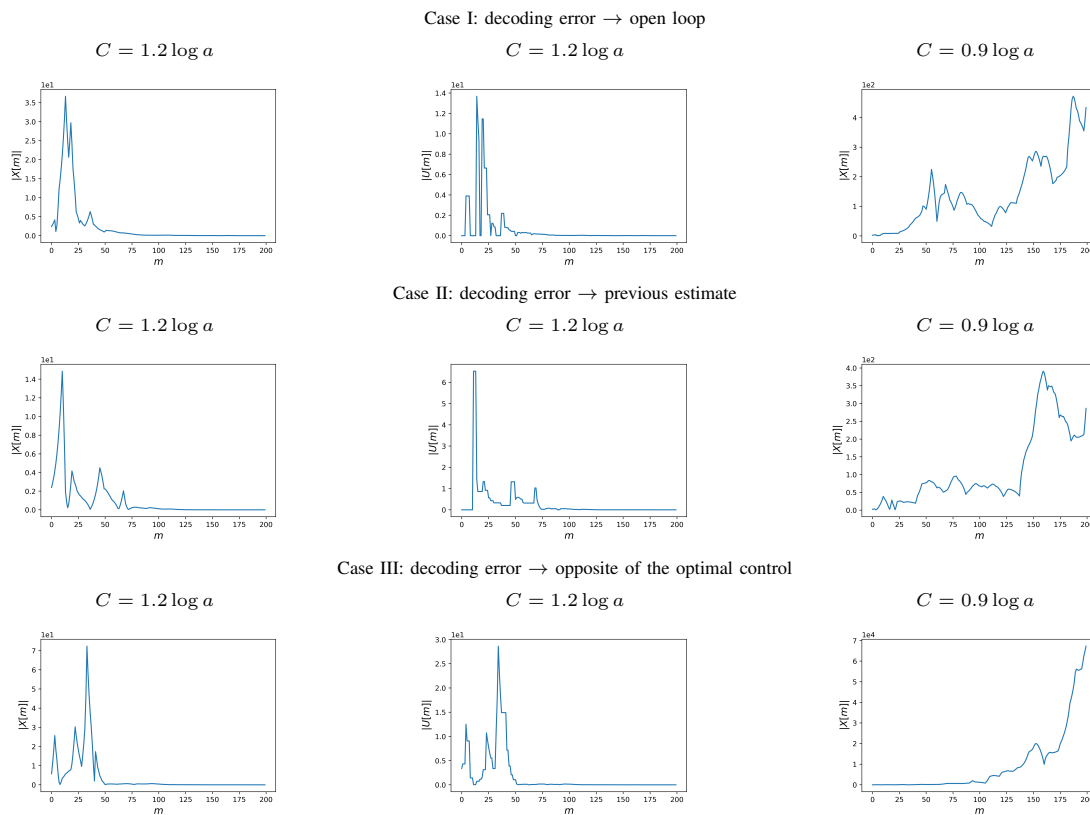 Case I: decoding error → open loop
C = 1.2 log a
C = 1.2 log a
C = 0.9 log a
1e1
3.5
3.0
2.5
2.0
1.5
1.0
0.5
0.0
|X[m]|
0 25 50 75 100 125 150 175 200
m
1e1
1.4
1.2
1.0
0.8
0.6
0.4
0.2
0.0
|U[m]|
0 25 50 75 100 125 150 175 200
m
1e2
4
3
2
1
0
|X[m]|
0 25 50 75 100 125 150 175 200
m
Case II: decoding error → previous estimate
C = 1.2 log a
C = 1.2 log a
C = 0.9 log a
1e1
1.4
1.2
1.0
0.8
0.6
0.4
0.2
0.0
|X[m]|
0 25 50 75 100 125 150 175 200
m
6
5
4
3
2
1
0
|U[m]|
0 25 50 75 100 125 150 175 200
m
1e2
4.0
3.5
3.0
2.5
2.0
1.5
1.0
0.5
0.0
|X[m]|
0 25 50 75 100 125 150 175 200
m
Case III: decoding error → opposite of the optimal control
C = 1.2 log a
C = 1.2 log a
C = 0.9 log a
1e1
7
6
5
4
3
2
1
0
|X[m]|
0 25 50 75 100 125 150 175 200
m
1e1
3.0
2.5
2.0
1.5
1.0
0.5
0.0
|U[m]|
0 25 50 75 100 125 150 175 200
m
1e4
7
6
5
4
3
2
1
0
|X[m]|
0 25 50 75 100 125 150 175 200
m